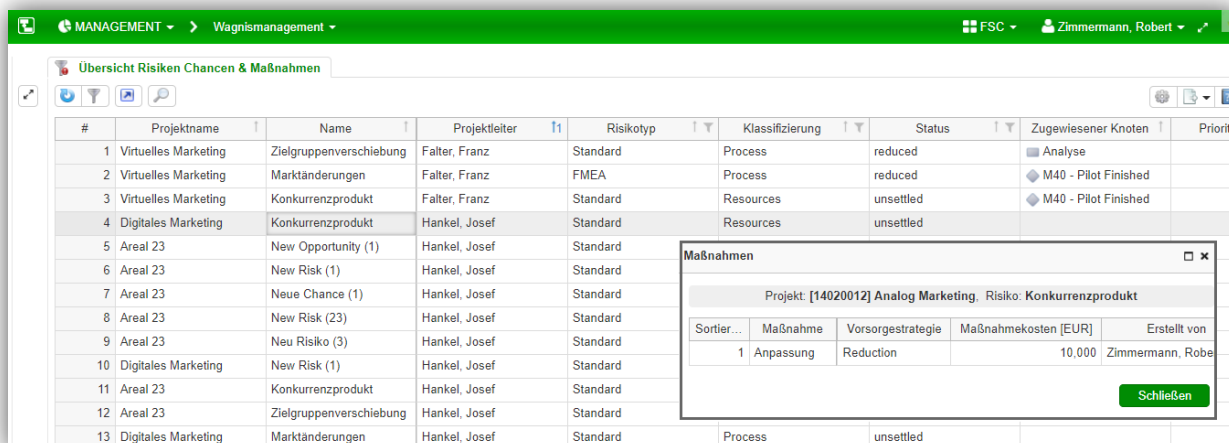 MANAGEMENT Wagnismanagement FSC Zimmermann, Robert
Übersicht Risiken Chancen & Maßnahmen
# Projektname Name Projektleiter 1 Risikotyp Klassifizierung Status Zugewiesener Knoten Priorit
1 Virtuelles Marketing Zielgruppenverschiebung Falter, Franz Standard Process reduced Analyse
2 Virtuelles Marketing Marktänderungen Falter, Franz FMEA Process reduced M40 - Pilot Finished
3 Virtuelles Marketing Konkurrenzprodukt Falter, Franz Standard Resources unsettled M40 - Pilot Finished
4 Digitales Marketing Konkurrenzprodukt Hankel, Josef Standard Resources unsettled
5 Areal 23 New Opportunity (1) Hankel, Josef Standard
6 Areal 23 New Risk (1) Hankel, Josef Standard
7 Areal 23 Neue Chance (1) Hankel, Josef Standard
8 Areal 23 New Risk (23) Hankel, Josef Standard
9 Areal 23 Neu Risiko (3) Hankel, Josef Standard
10 Digitales Marketing New Risk (1) Hankel, Josef Standard
11 Areal 23 Konkurrenzprodukt Hankel, Josef Standard
12 Areal 23 Zielgruppenverschiebung Hankel, Josef Standard
13 Digitales Marketing Marktänderungen Hankel, Josef Standard Process unsettled
Maßnahmen
Projekt: [14020012] Analog Marketing, Risiko: Konkurrenzprodukt
Sortier... Maßnahme Vorsorgestrategie Maßnahmekosten [EUR] Erstellt von
1 Anpassung Reduction 10,000 Zimmermann, Robe
Schließen